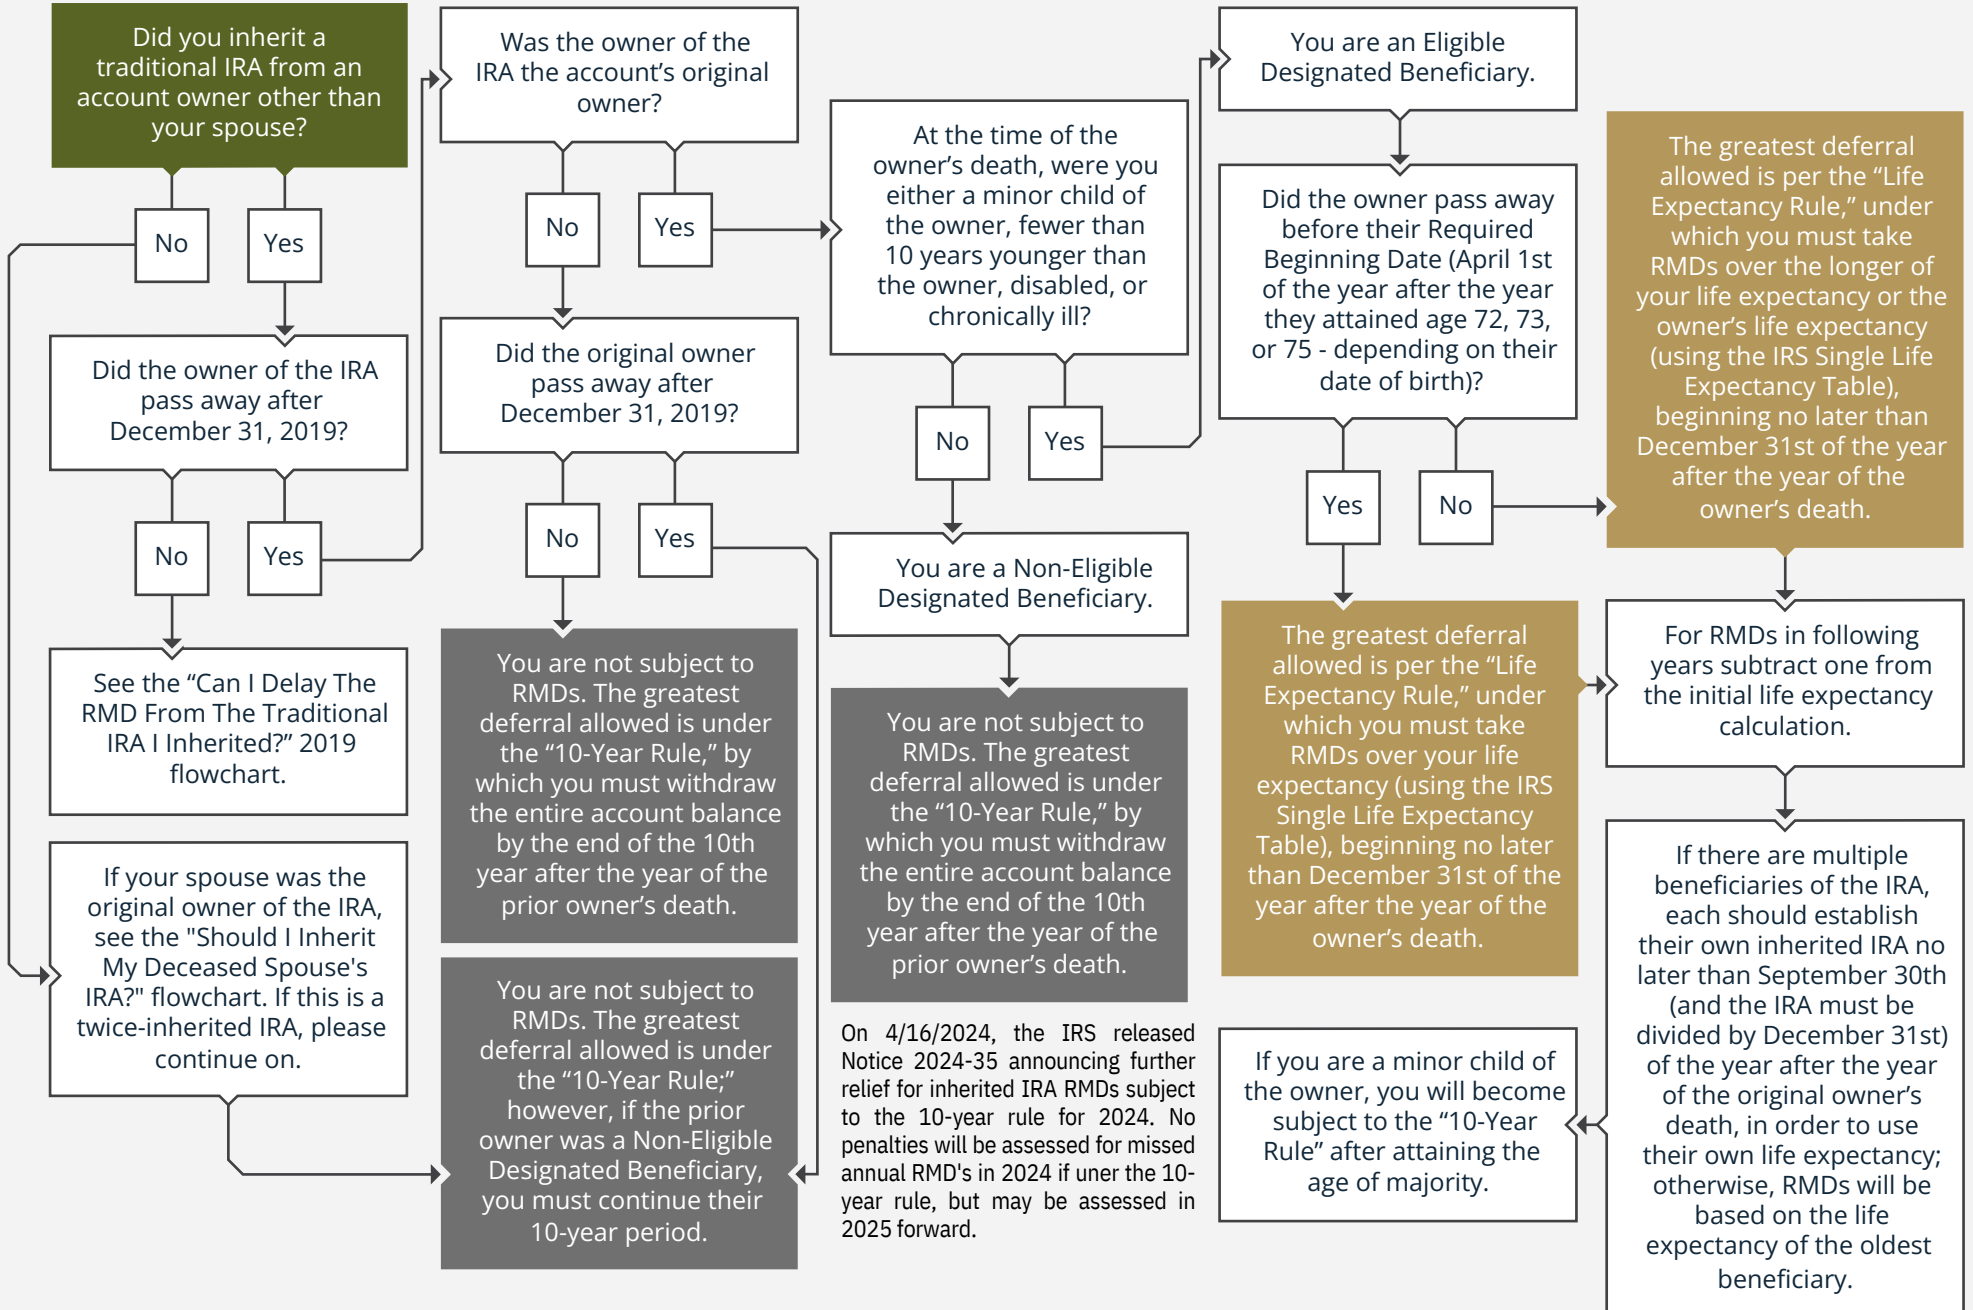 Did you inherit a
traditional IRA from an
account owner other than
your spouse?
No
Yes
Did the owner of the IRA
pass away after
December 31, 2019?
No
Yes
See the “Can I Delay The
RMD From The Traditional
IRA I Inherited?” 2019
flowchart.
If your spouse was the
original owner of the IRA,
see the "Should I Inherit
My Deceased Spouse's
IRA?" flowchart. If this is a
twice-inherited IRA, please
continue on.
Was the owner of the
IRA the account’s original
owner?
No
Yes
Did the original owner
pass away after
December 31, 2019?
No
Yes
You are not subject to
RMDs. The greatest
deferral allowed is under
the “10-Year Rule,” by
which you must withdraw
the entire account balance
by the end of the 10th
year after the year of the
prior owner’s death.
You are not subject to
RMDs. The greatest
deferral allowed is under
the “10-Year Rule;”
however, if the prior
owner was a Non-Eligible
Designated Beneficiary,
you must continue their
10-year period.
At the time of the
owner’s death, were you
either a minor child of
the owner, fewer than
10 years younger than
the owner, disabled, or
chronically ill?
No
Yes
You are a Non-Eligible
Designated Beneficiary.
You are not subject to
RMDs. The greatest
deferral allowed is under
the “10-Year Rule,” by
which you must withdraw
the entire account balance
by the end of the 10th
year after the year of the
prior owner’s death.
On 4/16/2024, the IRS released
Notice 2024-35 announcing further
relief for inherited IRA RMDs subject
to the 10-year rule for 2024. No
penalties will be assessed for missed
annual RMD's in 2024 if uner the 10-
year rule, but may be assessed in
2025 forward.
You are an Eligible
Designated Beneficiary.
Did the owner pass away
before their Required
Beginning Date (April 1st
of the year after the year
they attained age 72, 73,
or 75 - depending on their
date of birth)?
Yes
No
The greatest deferral
allowed is per the “Life
Expectancy Rule,” under
which you must take
RMDs over your life
expectancy (using the IRS
Single Life Expectancy
Table), beginning no later
than December 31st of the
year after the year of the
owner’s death.
The greatest deferral
allowed is per the “Life
Expectancy Rule,” under
which you must take
RMDs over the longer of
your life expectancy or the
owner’s life expectancy
(using the IRS Single Life
Expectancy Table),
beginning no later than
December 31st of the year
after the year of the
owner’s death.
For RMDs in following
years subtract one from
the initial life expectancy
calculation.
If there are multiple
beneficiaries of the IRA,
each should establish
their own inherited IRA no
later than September 30th
(and the IRA must be
divided by December 31st)
of the year after the year
of the original owner’s
death, in order to use
their own life expectancy;
otherwise, RMDs will be
based on the life
expectancy of the oldest
beneficiary.
If you are a minor child of
the owner, you will become
subject to the “10-Year
Rule” after attaining the
age of majority.